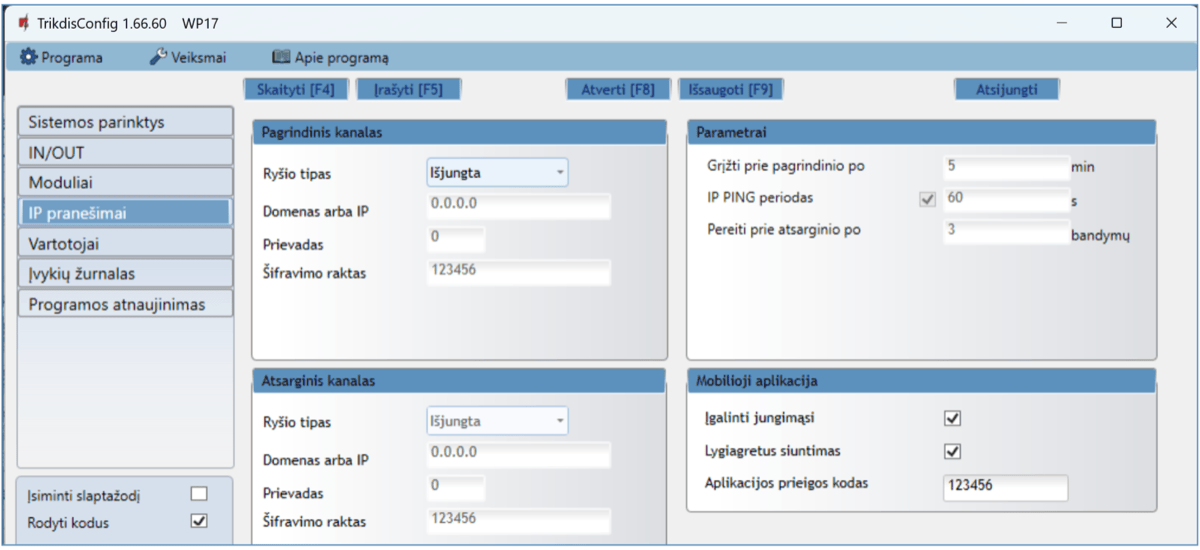 TrikdisConfig 1.66.60 WP17
Programa Veiksmai Apie programą
Skaityti [F4] Įrašyti [F5] Atverti [F8] Išsaugoti [F9] Atsijungti
Sistemos parinktys
IN/OUT
Moduliai
IP pranešimai
Vartotojai
Įvykių žurnalas
Programos atnaujinimas
Įsiminti slaptažodį
Rodyti kodus
Pagrindinis kanalas
Ryšio tipas Išjungta
Domenas arba IP 0.0.0.0
Prievadas 0
Šifravimo raktas 123456
Atsarginis kanalas
Ryšio tipas Išjungta
Domenas arba IP 0.0.0.0
Prievadas 0
Šifravimo raktas 123456
Parametrai
Grįžti prie pagrindinio po 5 min
IP PING periodas 60 s
Pereiti prie atsarginio po 3 bandymų
Mobilioji aplikacija
Įgalinti jungimąsi
Lygiagretus siuntimas
Aplikacijos prieigos kodas 123456